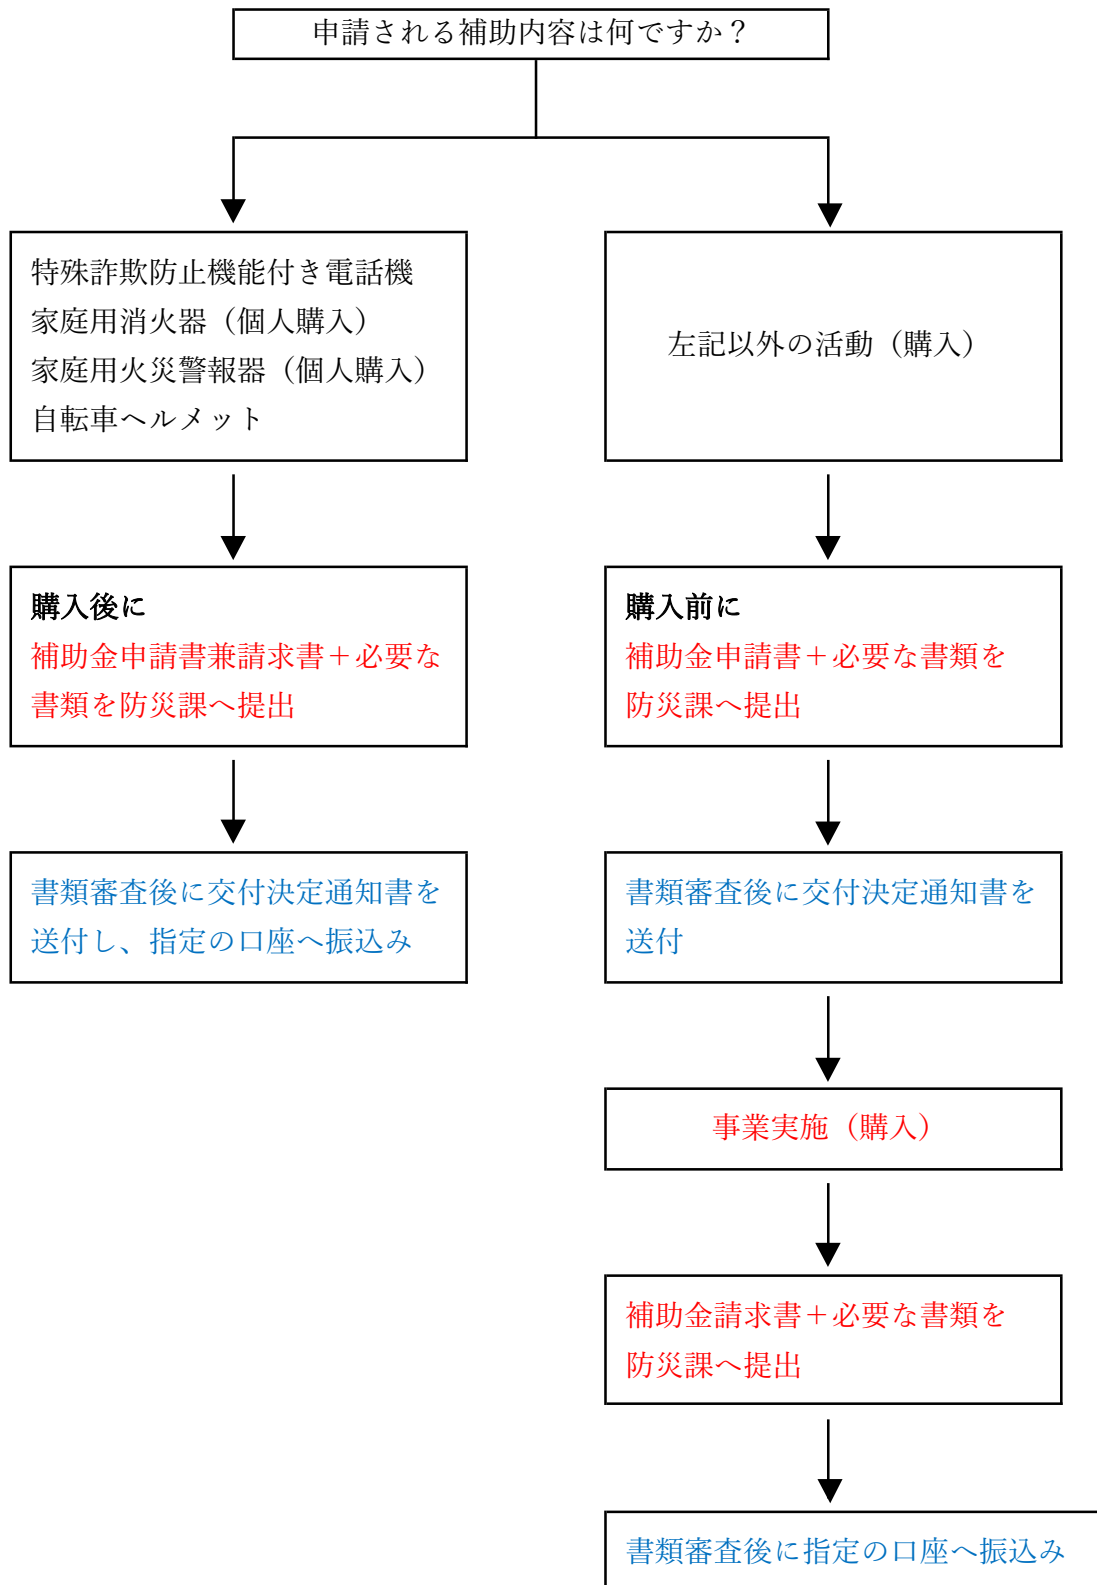 申請される補助内容は何ですか？
特殊詐欺防止機能付き電話機
家庭用消火器（個人購入）
家庭用火災警報器（個人購入）
自転車ヘルメット
左記以外の活動（購入）
購入後に
補助金申請書兼請求書＋必要な
書類を防災課へ提出
購入前に
補助金申請書＋必要な書類を
防災課へ提出
書類審査後に交付決定通知書を
送付し、指定の口座へ振込み
書類審査後に交付決定通知書を
送付
事業実施（購入）
補助金請求書＋必要な書類を
防災課へ提出
書類審査後に指定の口座へ振込み